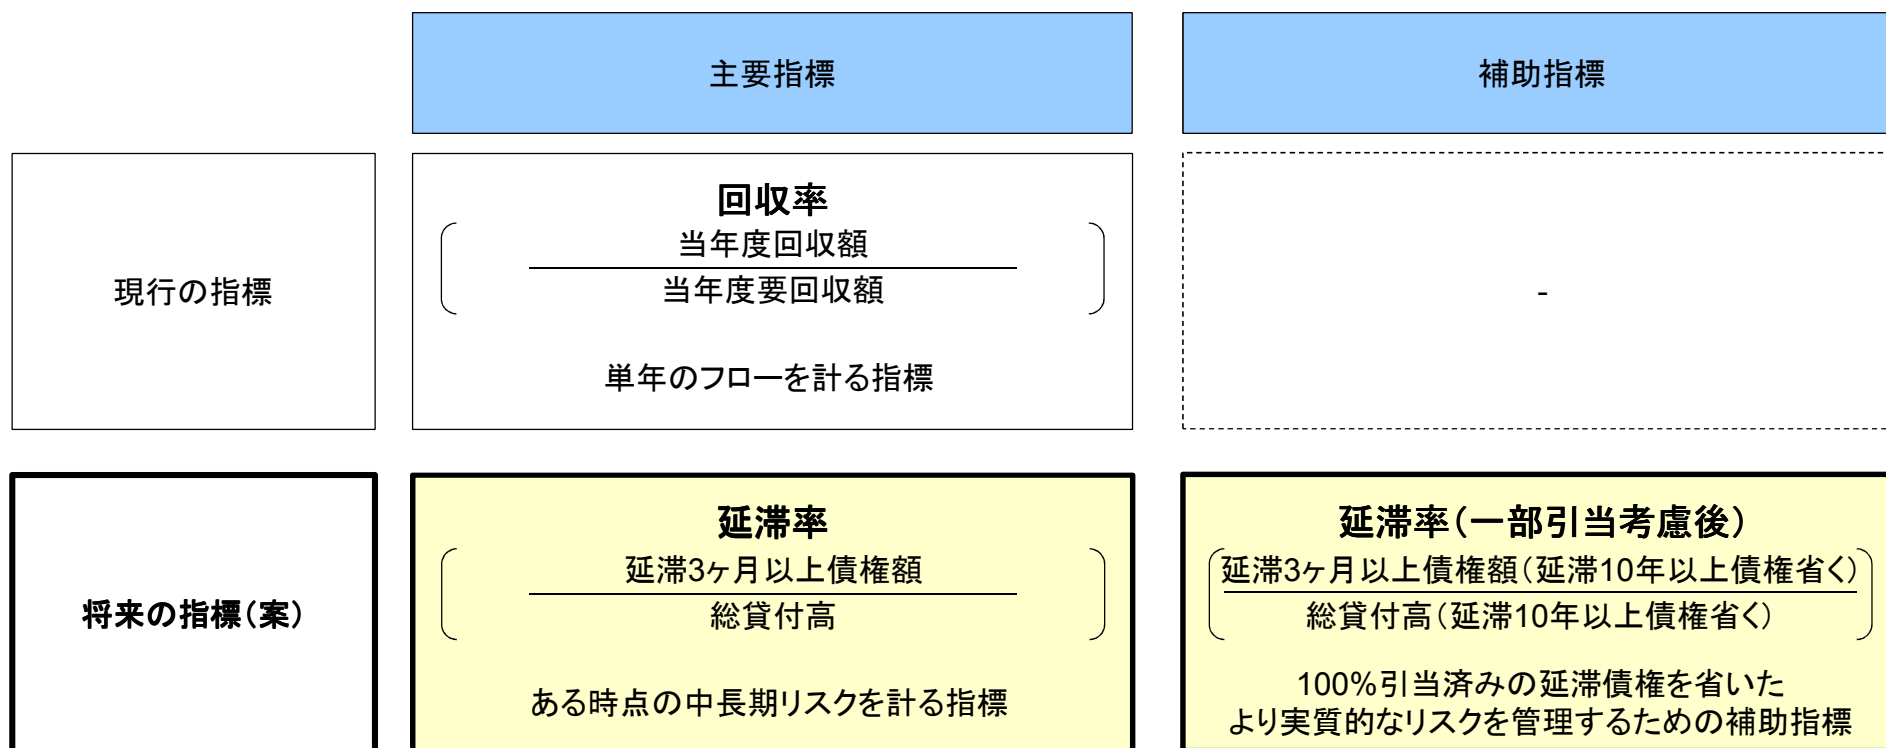 主要指標
補助指標
現行の指標
回収率
当年度回収額
当年度要回収額
単年のフローを計る指標
-
将来の指標(案)
延滞率
延滞3ヶ月以上債権額
総貸付高
ある時点の中長期リスクを計る指標
延滞率(一部引当考慮後)
延滞3ヶ月以上債権額(延滞10年以上債権省く)
総貸付高(延滞10年以上債権省く)
100%引当済みの延滞債権を省いた
より実質的なリスクを管理するための補助指標